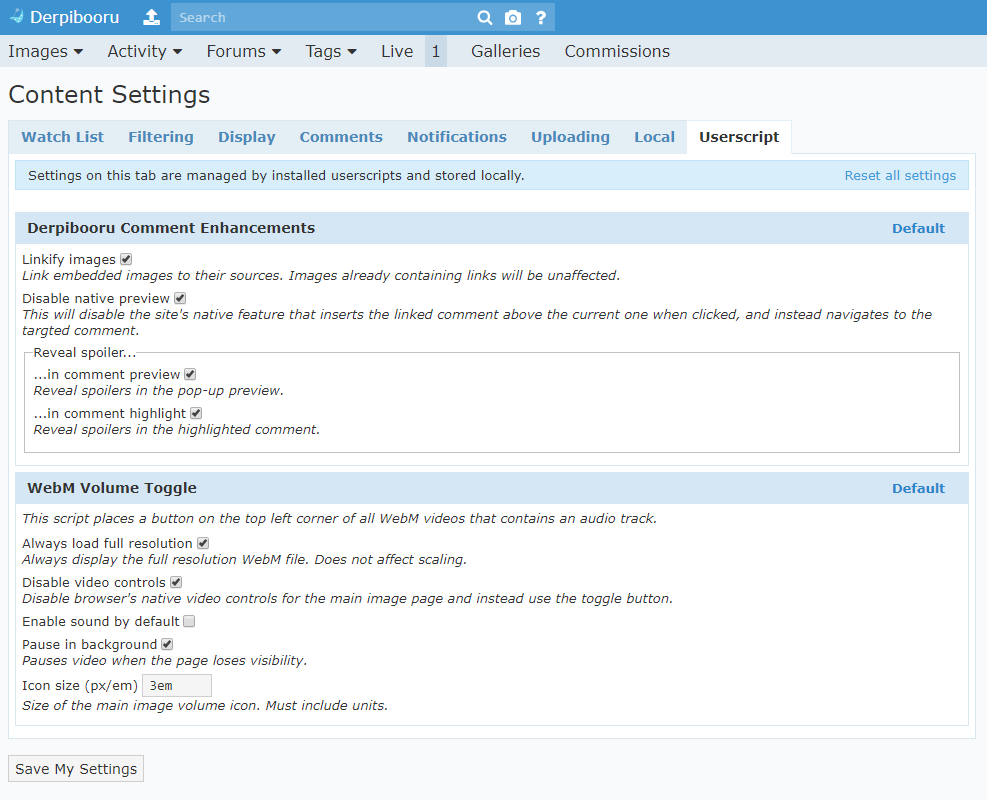 Derpibooru Search ?
Images Activity Forums Tags Live 1 Galleries Commissions
Content Settings
Watch List Filtering Display Comments Notifications Uploading Local Userscript
Settings on this tab are managed by installed userscripts and stored locally. Reset all settings
Derpibooru Comment Enhancements Default
Linkify images
Link embedded images to their sources. Images already containing links will be unaffected.
Disable native preview
This will disable the site's native feature that inserts the linked comment above the current one when clicked, and instead navigates to the
targted comment.
Reveal spoiler...
...in comment preview
Reveal spoilers in the pop-up preview.
...in comment highlight
Reveal spoilers in the highlighted comment.
WebM Volume Toggle Default
This script places a button on the top left corner of all WebM videos that contains an audio track.
Always load full resolution
Always display the full resolution WebM file. Does not affect scaling.
Disable video controls
Disable browser's native video controls for the main image page and instead use the toggle button.
Enable sound by default
Pause in background
Pauses video when the page loses visibility.
Icon size (px/em) 3em
Size of the main image volume icon. Must include units.
Save My Settings